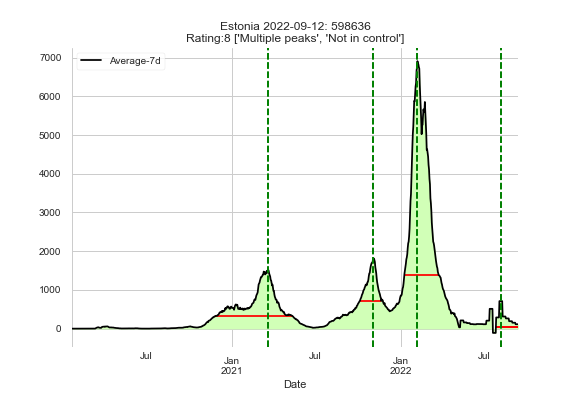 Estonia 2022-09-12: 598636
Rating:8 ['Multiple peaks', 'Not in control']
Average-7d
7000
6000
5000
4000
3000
2000
1000
0
Jul
Jan
2021
Jul
Jan
2022
Jul
Date